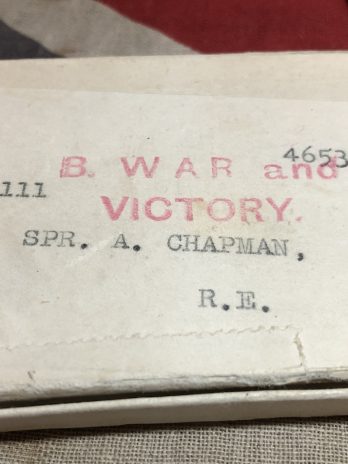 4653
B. WAR and
111
VICTORY.
SPR. A. CHAPMAN,
R.E.